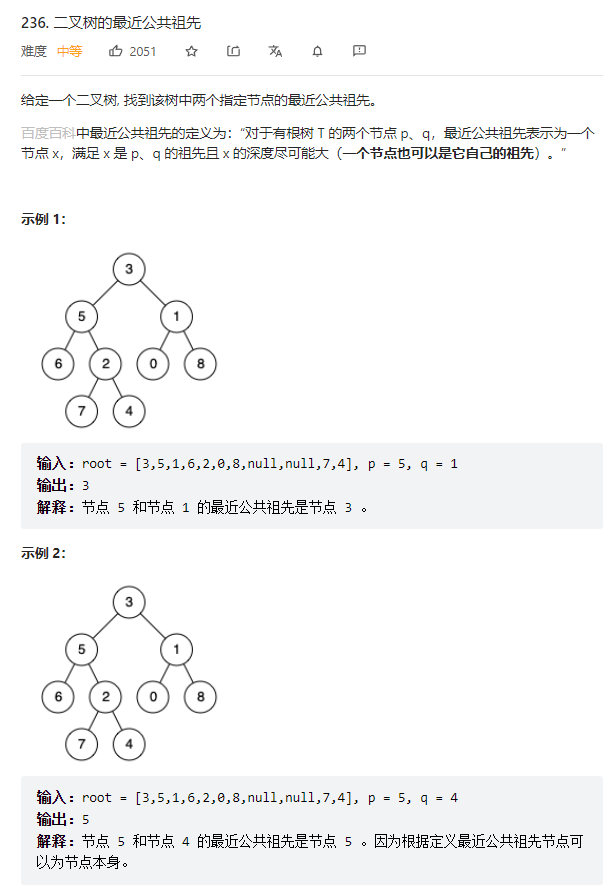 236. 二叉树的最近公共祖先
难度 中等 2051
给定一个二叉树, 找到该树中两个指定节点的最近公共祖先。
百度百科中最近公共祖先的定义为：“对于有根树 T 的两个节点 p、q，最近公共祖先表示为一个
节点 x，满足 x 是 p、q 的祖先且 x 的深度尽可能大（一个节点也可以是它自己的祖先）。”
示例 1：
3
5 1
6 2 0 8
7 4
输入：root = [3,5,1,6,2,0,8,null,null,7,4], p = 5, q = 1
输出：3
解释：节点 5 和节点 1 的最近公共祖先是节点 3 。
示例 2：
3
5 1
6 2 0 8
7 4
输入：root = [3,5,1,6,2,0,8,null,null,7,4], p = 5, q = 4
输出：5
解释：节点 5 和节点 4 的最近公共祖先是节点 5 。因为根据定义最近公共祖先节点可
以为节点本身。